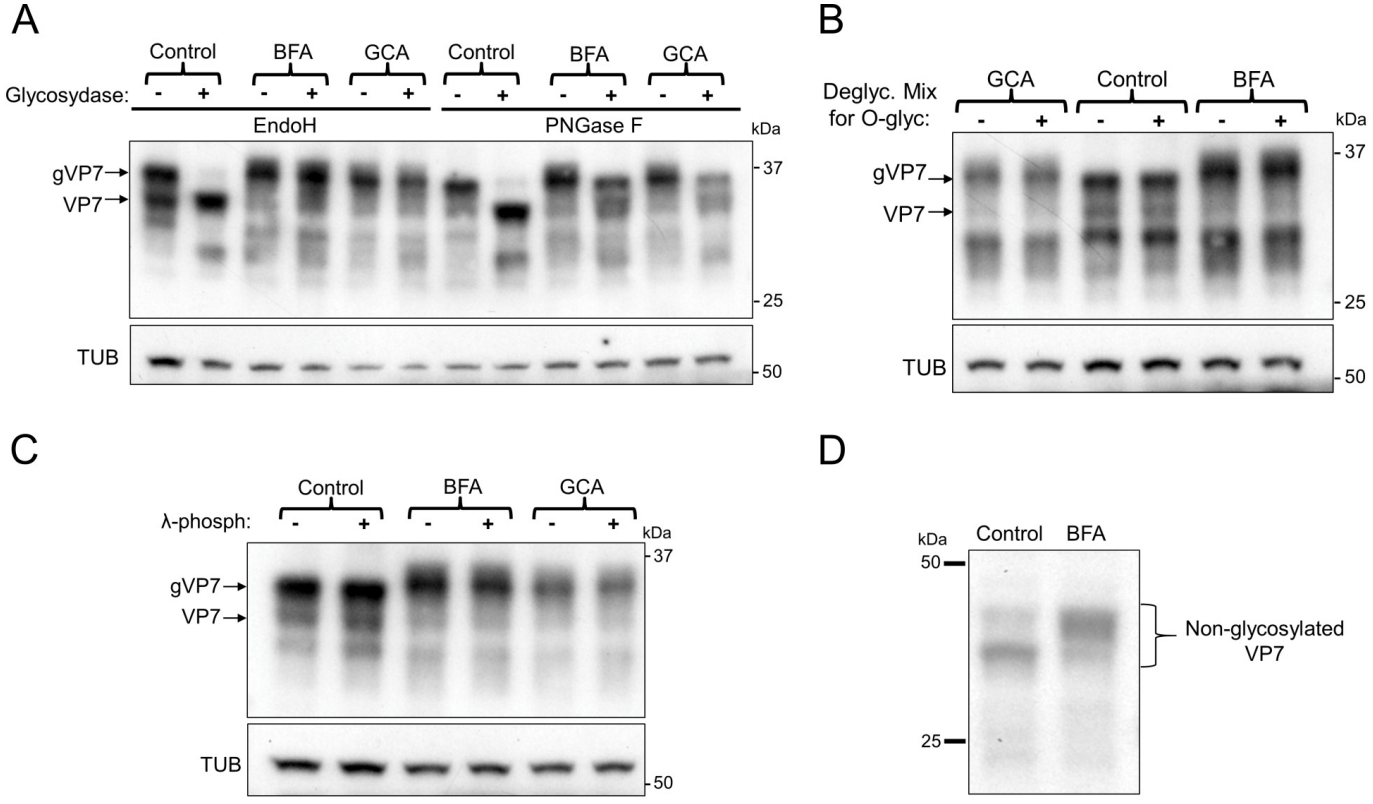 A
Control BFA GCA Control BFA GCA
Glycosydase: - + - + - + - + - + - +
EndoH PNGase F
kDa
gVP7 37
VP7
25
TUB
50
B
GCA Control BFA
Deglyc. Mix
for O-glyc: - + - + - +
kDa
37
gVP7
VP7
25
TUB
50
C
Control BFA GCA
λ-phosph: - + - + - +
kDa
37
gVP7
VP7
TUB
50
D
kDa Control BFA
50
Non-glycosylated
VP7
25